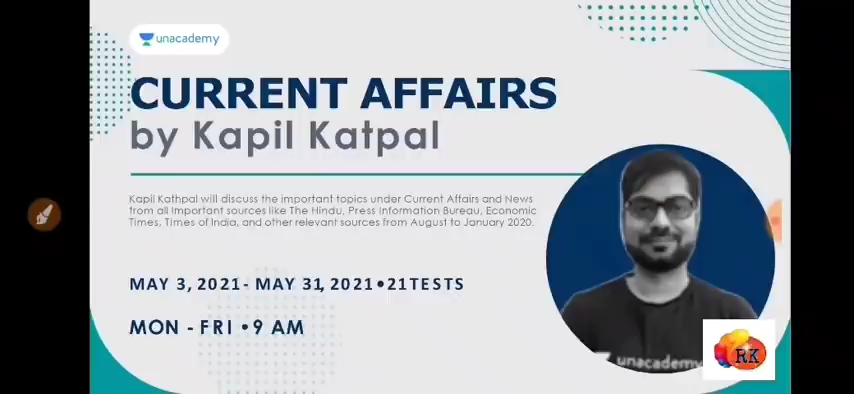 unacademy
CURRENT AFFAIRS
by Kapil Katpal
Kapil Kathpal will discuss the important topics under Current Affairs and News
from all Important sources like The Hindu, Press Information Bureau, Economic
Times, Times of India, and other relevant sources from August to January 2020.
MAY 3, 2021- MAY 31, 2021•21TESTS
MON - FRI • 9 AM
unacademy
RK